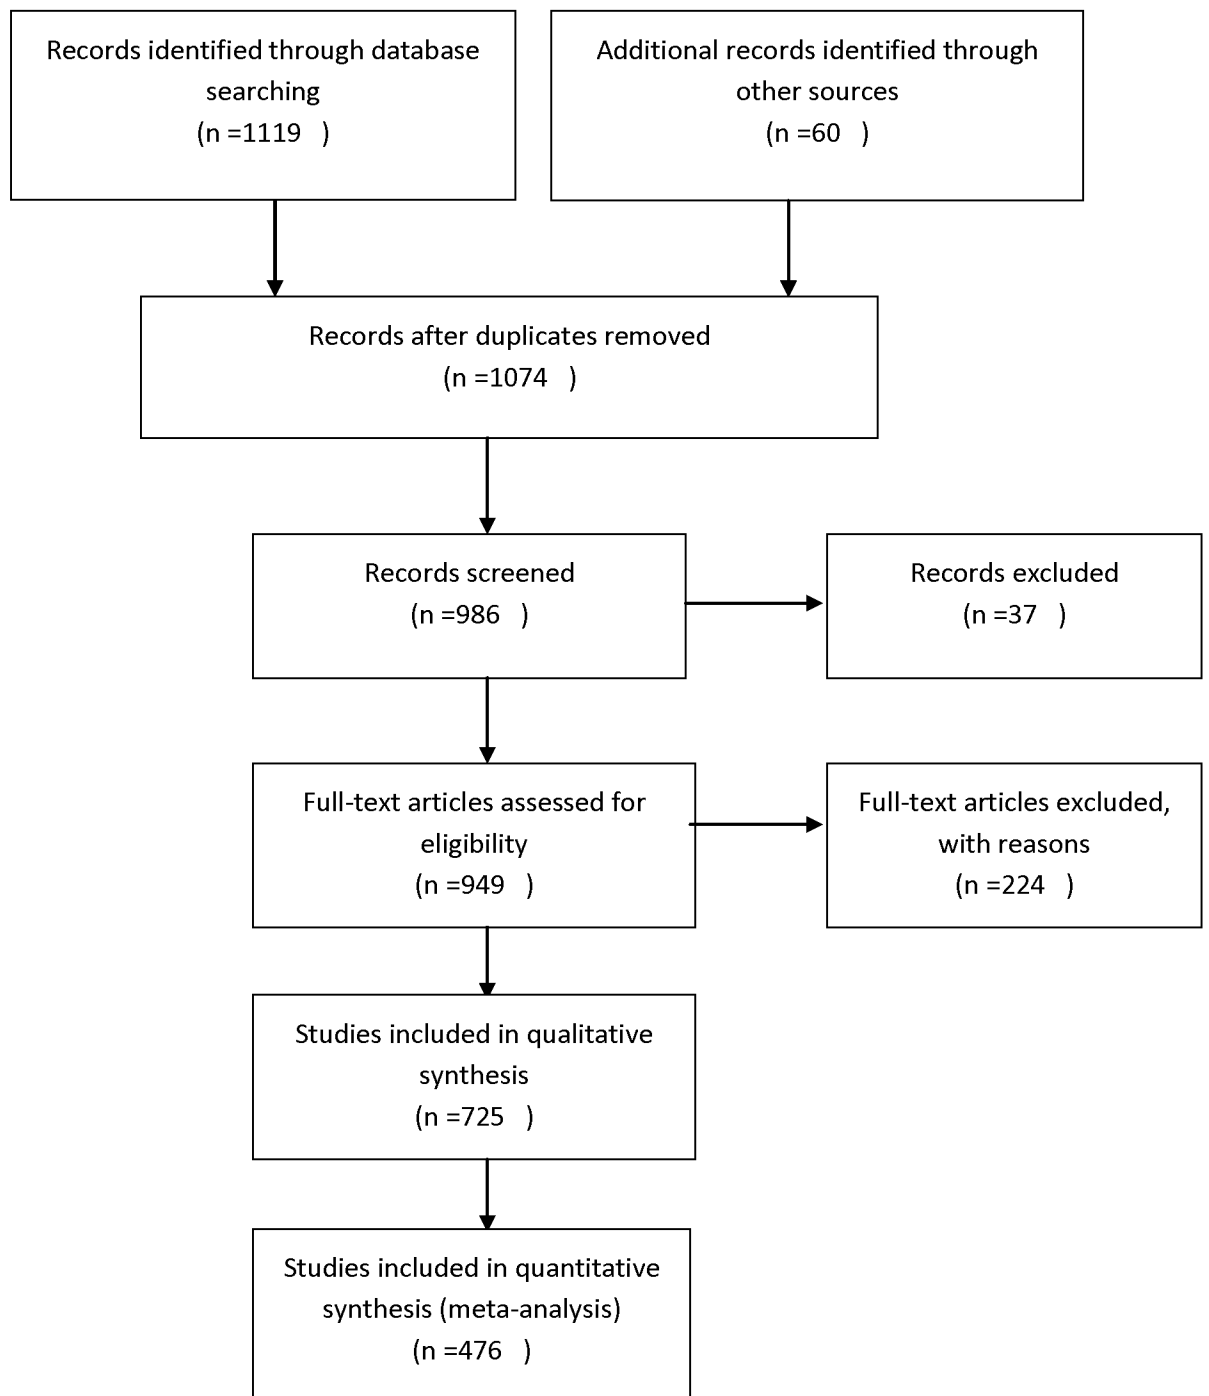 Records identified through database
searching
(n =1119   )
Additional records identified through
other sources
(n =60   )
Records after duplicates removed
(n =1074   )
Records screened
(n =986   )
Records excluded
(n =37   )
Full-text articles assessed for
eligibility
(n =949   )
Full-text articles excluded,
with reasons
(n =224   )
Studies included in qualitative
synthesis
(n =725   )
Studies included in quantitative
synthesis (meta-analysis)
(n =476   )